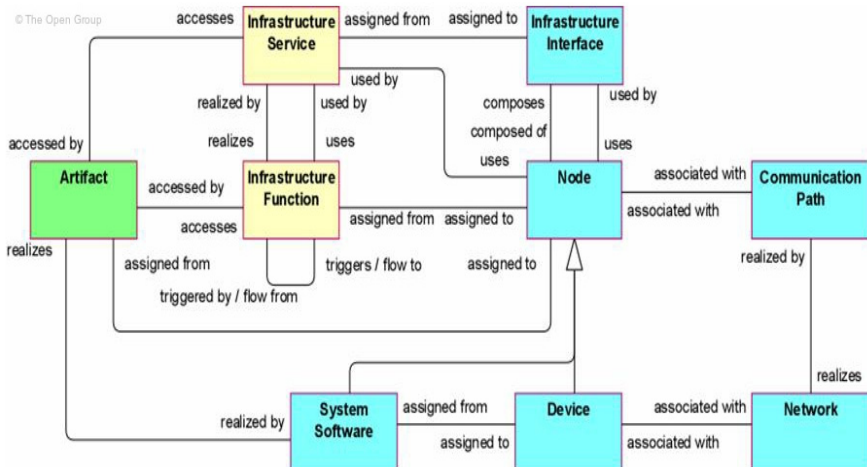 © The Open Group
accesses
Infrastructure
Service
assigned from
assigned to
Infrastructure
Interface
used by
realized by
used by
composes
used by
accessed by
realizes
uses
composed of
uses
uses
Artifact
accessed by
Infrastructure
Function
accesses
assigned from
assigned to
Node
associated with
associated with
Communication
Path
realizes
assigned from
triggers / flow to
assigned to
realized by
triggered by / flow from
realized by
System
Software
assigned from
assigned to
Device
associated with
associated with
realizes
Network